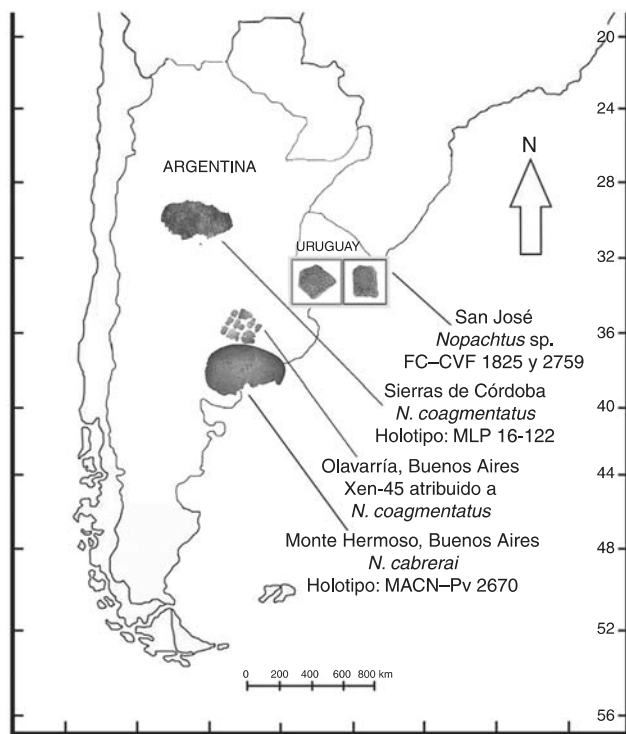 20
24
ARGENTINA
N
28
URUGUAY
32
San José
Nopachtus sp.
FC–CVF 1825 y 2759
36
Sierras de Córdoba
N. coagmentatus
Holotipo: MLP 16-122
40
Olavarría, Buenos Aires
Xen-45 atribuido a
N. coagmentatus
44
Monte Hermoso, Buenos Aires
N. cabrerai
Holotipo: MACN–Pv 2670
48
52
0 200 400 600 800 km
56